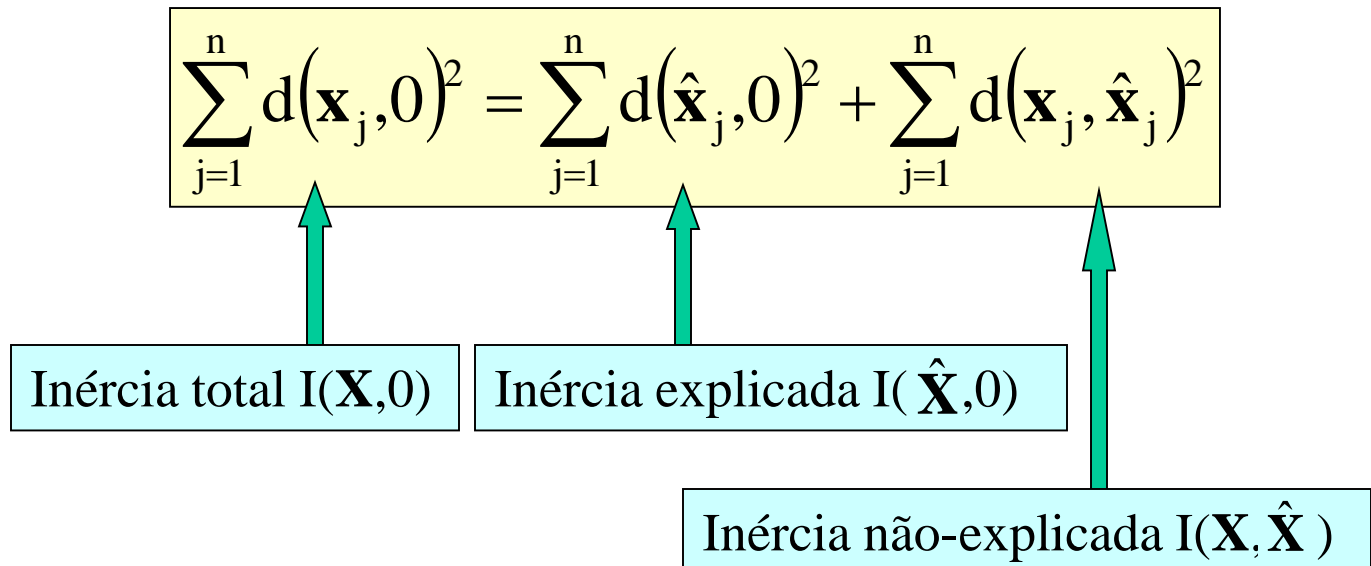 ∑_{j=1}^{n} d(𝐱_j,0)² = ∑_{j=1}^{n} d(𝐱̂_j,0)² + ∑_{j=1}^{n} d(𝐱_j, 𝐱̂_j)²
Inércia total I(𝐗,0)
Inércia explicada I( 𝐗̂,0)
Inércia não-explicada I(𝐗, 𝐗̂ )